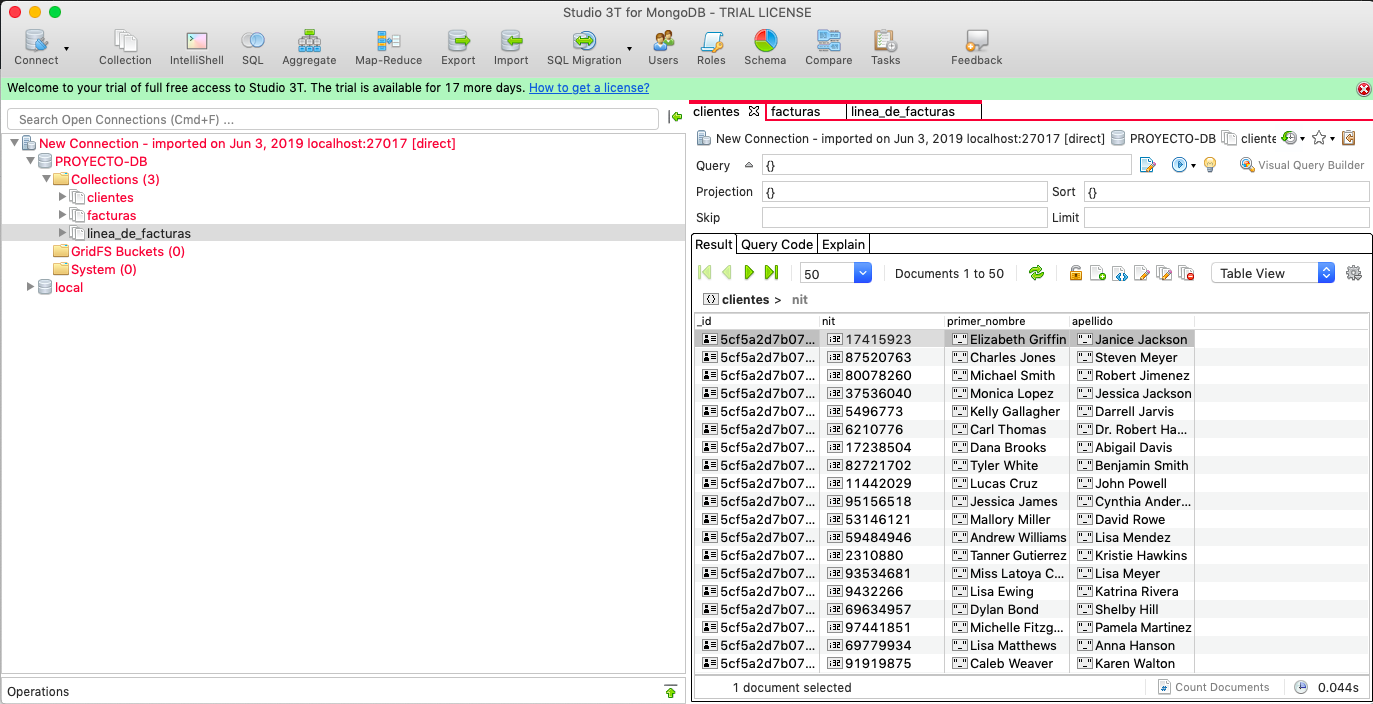 Studio 3T for MongoDB - TRIAL LICENSE
Connect Collection IntelliShell SQL Aggregate Map-Reduce Export Import SQL Migration Users Roles Schema Compare Tasks Feedback
Welcome to your trial of full free access to Studio 3T. The trial is available for 17 more days. How to get a license?
Search Open Connections (Cmd+F) ...
New Connection - imported on Jun 3, 2019 localhost:27017 [direct]
PROYECTO-DB
Collections (3)
clientes
facturas
linea_de_facturas
GridFS Buckets (0)
System (0)
local
Operations
clientes facturas linea_de_facturas
New Connection - imported on Jun 3, 2019 localhost:27017 [direct] PROYECTO-DB cliente
Query {} Visual Query Builder
Projection {} Sort {}
Skip Limit
Result Query Code Explain
50 Documents 1 to 50 Table View
clientes > nit
_id nit primer_nombre apellido
5cf5a2d7b07... 17415923 Elizabeth Griffin Janice Jackson
5cf5a2d7b07... 87520763 Charles Jones Steven Meyer
5cf5a2d7b07... 80078260 Michael Smith Robert Jimenez
5cf5a2d7b07... 37536040 Monica Lopez Jessica Jackson
5cf5a2d7b07... 5496773 Kelly Gallagher Darrell Jarvis
5cf5a2d7b07... 6210776 Carl Thomas Dr. Robert Ha...
5cf5a2d7b07... 17238504 Dana Brooks Abigail Davis
5cf5a2d7b07... 82721702 Tyler White Benjamin Smith
5cf5a2d7b07... 11442029 Lucas Cruz John Powell
5cf5a2d7b07... 95156518 Jessica James Cynthia Ander...
5cf5a2d7b07... 53146121 Mallory Miller David Rowe
5cf5a2d7b07... 59484946 Andrew Williams Lisa Mendez
5cf5a2d7b07... 2310880 Tanner Gutierrez Kristie Hawkins
5cf5a2d7b07... 93534681 Miss Latoya C... Lisa Meyer
5cf5a2d7b07... 9432266 Lisa Ewing Katrina Rivera
5cf5a2d7b07... 69634957 Dylan Bond Shelby Hill
5cf5a2d7b07... 97441851 Michelle Fitzg... Pamela Martinez
5cf5a2d7b07... 69779934 Lisa Matthews Anna Hanson
5cf5a2d7b07... 91919875 Caleb Weaver Karen Walton
1 document selected Count Documents 0.044s